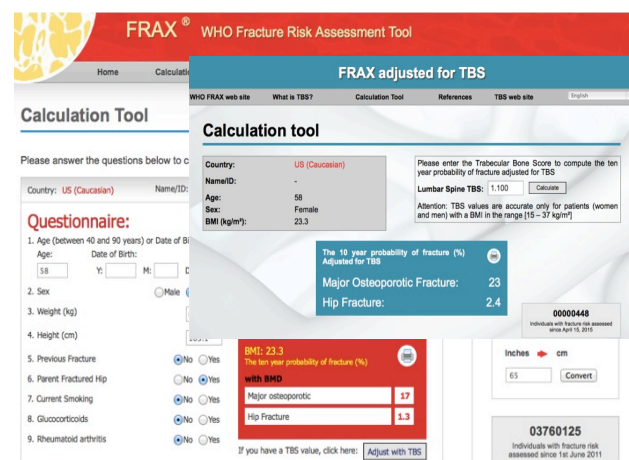 FRAX ® WHO Fracture Risk Assessment Tool
Home
Calculation Tool
Please answer the questions below to c
Country: US (Caucasian) Name/ID:
Questionnaire:
1. Age (between 40 and 90 years) or Date of Bi
Age: Date of Birth:
58 Y: M: D
2. Sex Male
3. Weight (kg)
4. Height (cm)
5. Previous Fracture No Yes
6. Parent Fractured Hip No Yes
7. Current Smoking No Yes
8. Glucocorticoids No Yes
9. Rheumatoid arthritis No Yes
FRAX adjusted for TBS
WHO FRAX web site What is TBS? Calculation Tool References TBS web site English
Calculation tool
Country: US (Caucasian)
Name/ID: -
Age: 58
Sex: Female
BMI (kg/m²): 23.3
Please enter the Trabecular Bone Score to compute the ten
year probability of fracture adjusted for TBS
Lumbar Spine TBS: 1.100 Calculate
Attention: TBS values are accurate only for patients (women
and men) with a BMI in the range [15 – 37 kg/m²]
The 10 year probability of fracture (%)
Adjusted for TBS
Major Osteoporotic Fracture: 23
Hip Fracture: 2.4
00000448
Individuals with fracture risk assessed
since April 15, 2015
BMI: 23.3
The ten year probability of fracture (%)
with BMD
Major osteoporotic 17
Hip Fracture 1.3
If you have a TBS value, click here: Adjust with TBS
Inches cm
65 Convert
03760125
Individuals with fracture risk
assessed since 1st June 2011